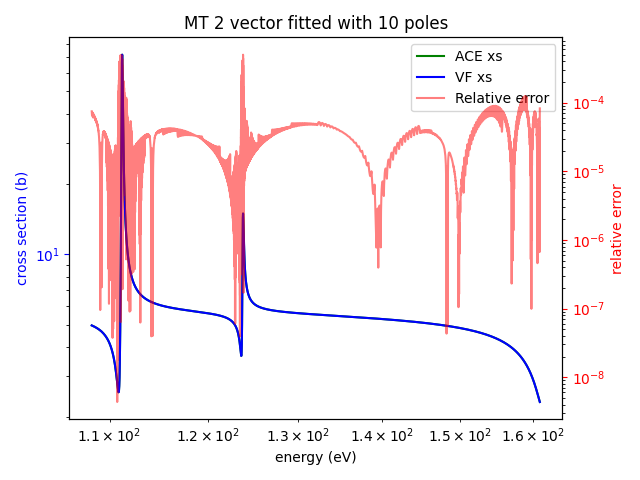 MT 2 vector fitted with 10 poles
ACE xs
VF xs
Relative error
cross section (b)
10¹
10⁻⁴
10⁻⁵
10⁻⁶
10⁻⁷
10⁻⁸
relative error
1.1×10² 1.2×10² 1.3×10² 1.4×10² 1.5×10² 1.6×10²
energy (eV)